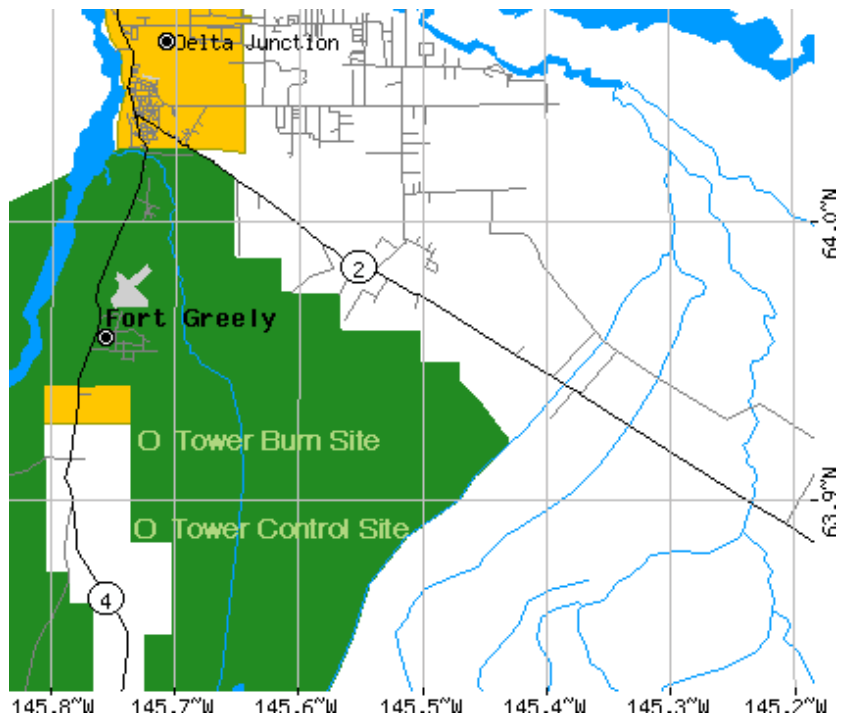 Delta Junction
64.0~N
2
Fort Greely
O Tower Burn Site
63.9~N
O Tower Control Site
4
145.8~W 145.7~W 145.6~W 145.5~W 145.4~W 145.3~W 145.2~W